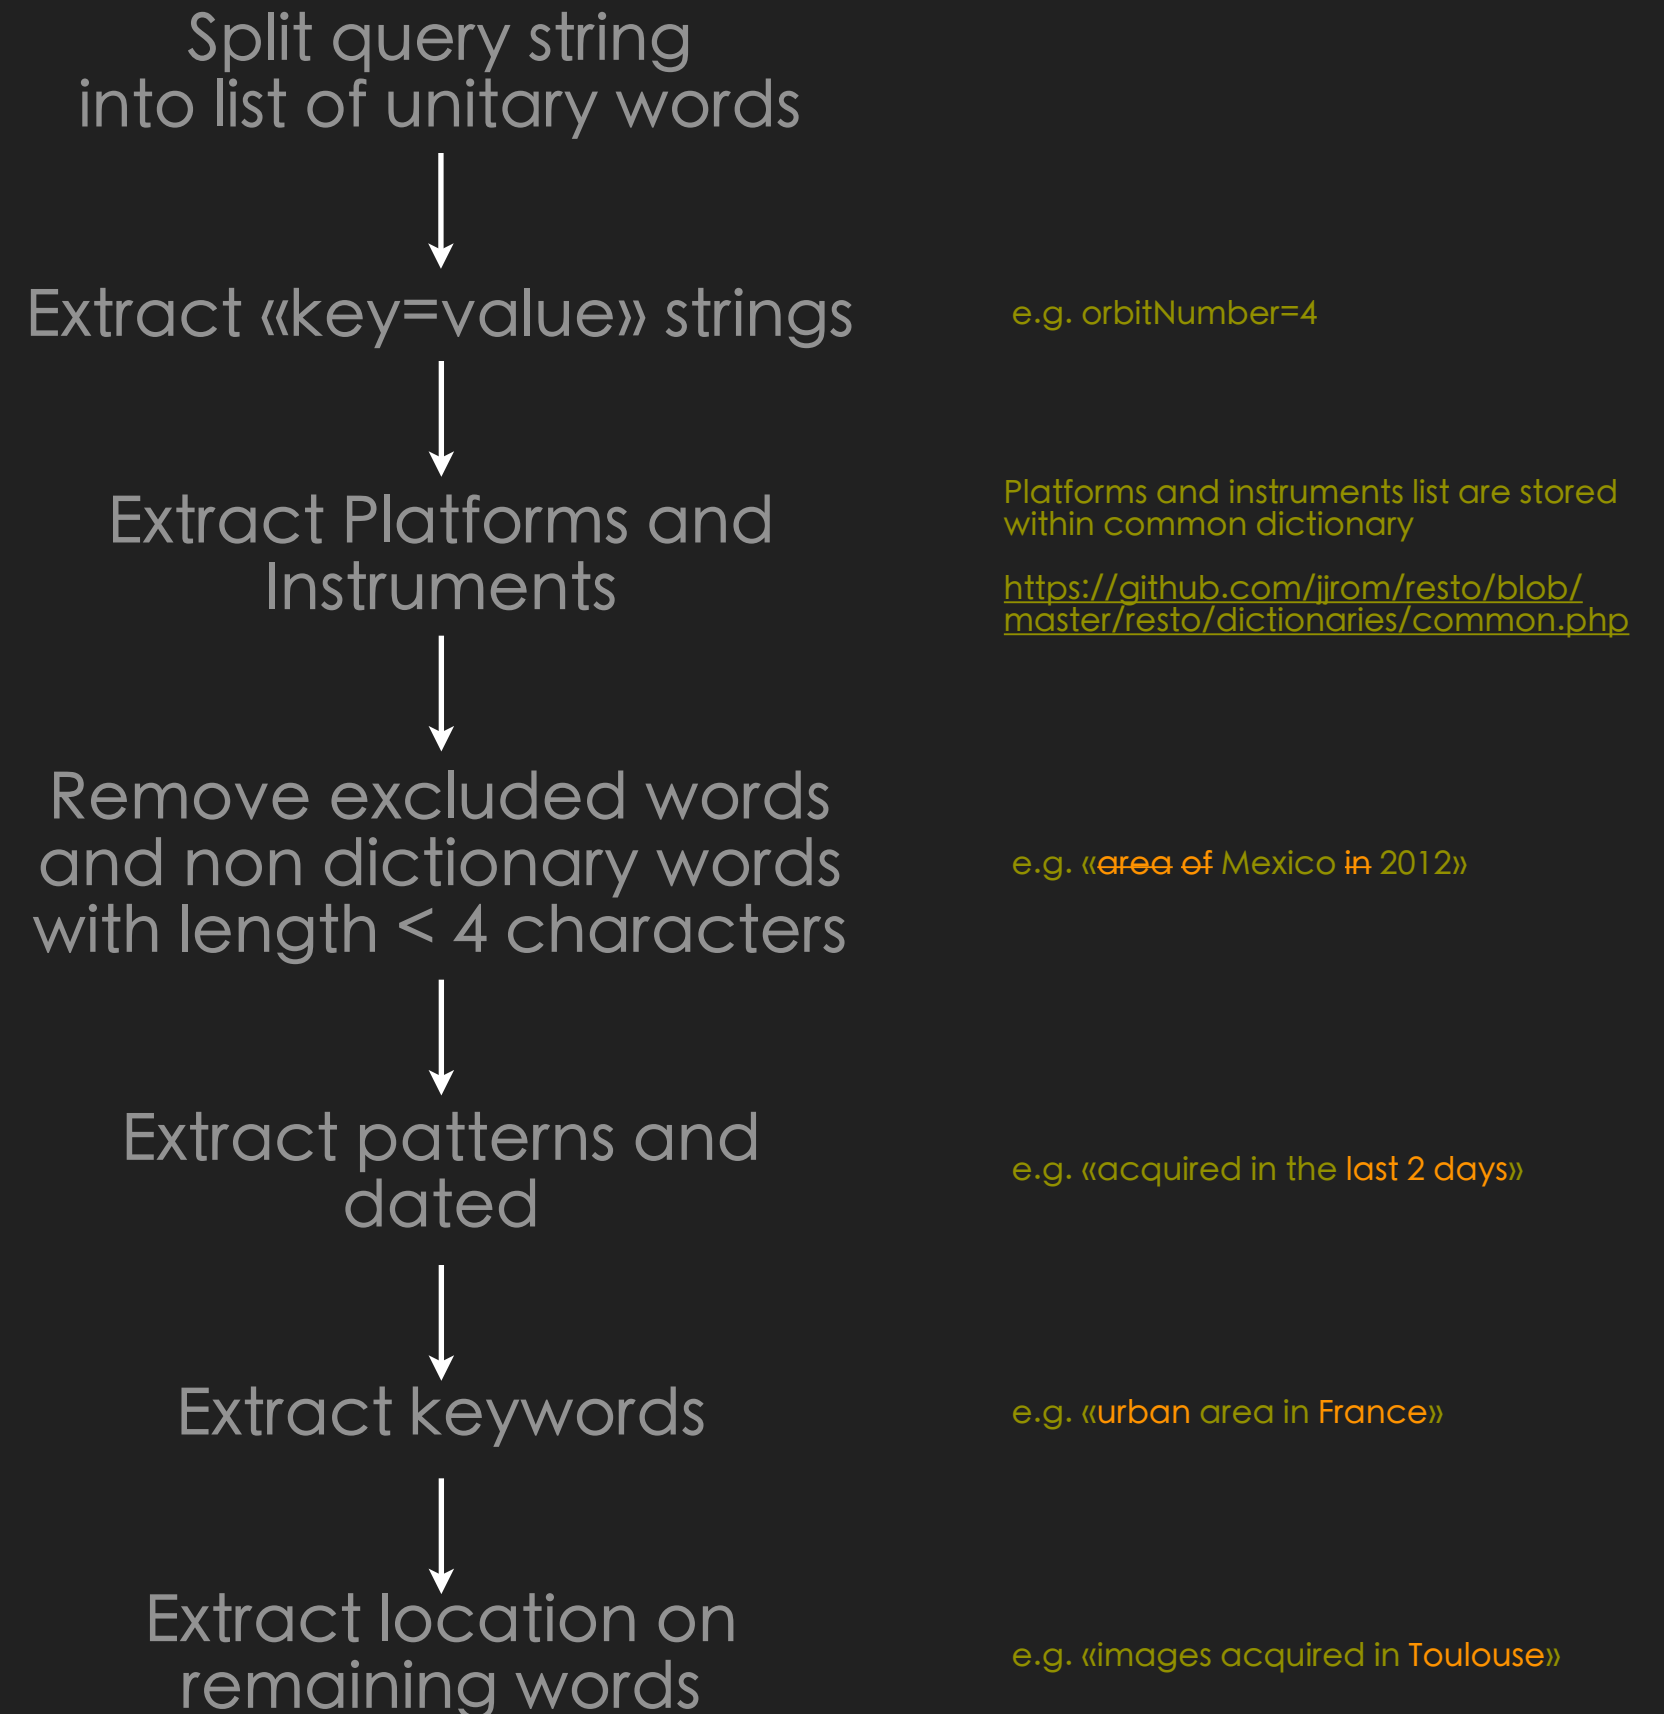 Split query string
into list of unitary words
Extract «key=value» strings
e.g. orbitNumber=4
Extract Platforms and
Instruments
Platforms and instruments list are stored
within common dictionary
https://github.com/jjrom/resto/blob/
master/resto/dictionaries/common.php
Remove excluded words
and non dictionary words
with length < 4 characters
e.g. «area of Mexico in 2012»
Extract patterns and
dated
e.g. «acquired in the last 2 days»
Extract keywords
e.g. «urban area in France»
Extract location on
remaining words
e.g. «images acquired in Toulouse»